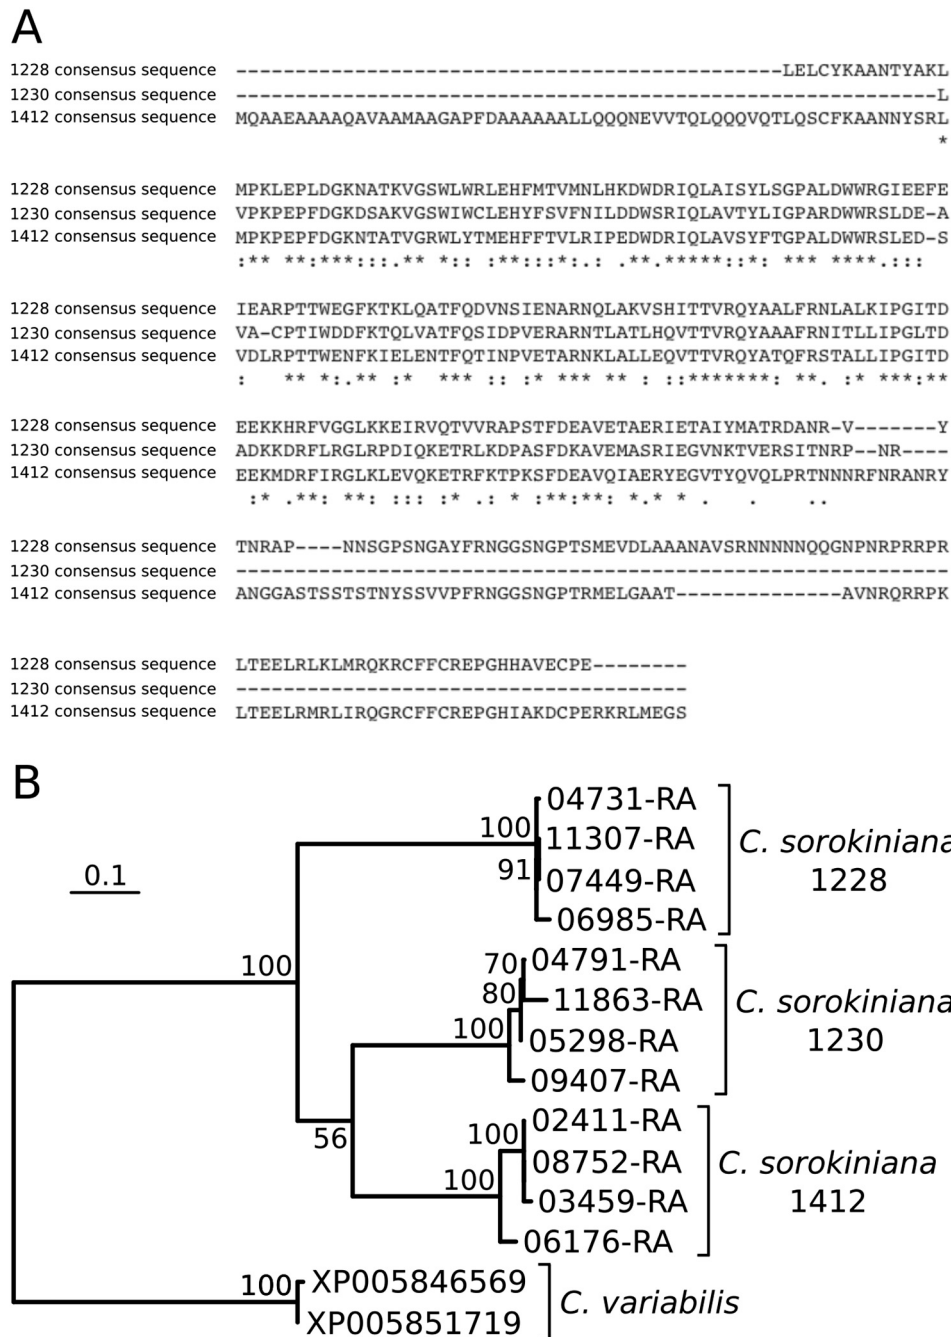 A
1228 consensus sequence -----------------------------------------------LELCYKAANTYAKL
1230 consensus sequence ------------------------------------------------------------L
1412 consensus sequence MQAAEAAAAQAVAAMAAGAPFDAAAAAALLQQQNEVVTQLQQQVQTLQSCFKAANNYSRL
*
1228 consensus sequence MPKLEPLDGKNATKVGSWLWRLEHFMTVMNLHKDWDRIQLAISYLSGPALDWWRGIEEFE
1230 consensus sequence VPKPEPFDGKDSAKVGSWIWCLEHYFSVFNILDDWSRIQLAVTYLIGPARDWWRSLDE-A
1412 consensus sequence MPKPEPFDGKNTATVGRWLYTMEHFFTVLRIPEDWDRIQLAVSYFTGPALDWWRSLED-S
:** **:***:::.** *:: :**:::*:.: .**.*****::*: *** ****.:::
1228 consensus sequence IEARPTTWEGFKTKLQATFQDVNSIENARNQLAKVSHITTVRQYAALFRNLALKIPGITD
1230 consensus sequence VA-CPTIWDDFKTQLVATFQSIDPVERARNTLATLHQVTTVRQYAAAFRNITLLIPGLTD
1412 consensus sequence VDLRPTTWENFKIELENTFQTINPVETARNKLALLEQVTTVRQYATQFRSTALLIPGITD
: ** *:.** :* *** :: :* *** ** : ::*******: **. :* ***:**
1228 consensus sequence EEKKHRFVGGLKKEIRVQTVVRAPSTFDEAVETAERIETAIYMATRDANR-V-------Y
1230 consensus sequence ADKKDRFLRGLRPDIQKETRLKDPASFDKAVEMASRIEGVNKTVERSITNRP--NR----
1412 consensus sequence EEKMDRFIRGLKLEVQKETRFKTPKSFDEAVQIAERYEGVTYQVQLPRTNNNRFNRANRY
:* .**: **: ::: :* .: * :**:**: *.* * . . ..
1228 consensus sequence TNRAP----NNSGPSNGAYFRNGGSNGPTSMEVDLAAANAVSRNNNNNQQGNPNRPRRPR
1230 consensus sequence ------------------------------------------------------------
1412 consensus sequence ANGGASTSSTSTNYSSVVPFRNGGSNGPTRMELGAAT--------------AVNRQRRPK
1228 consensus sequence LTEELRLKLMRQKRCFFCREPGHHAVECPE--------
1230 consensus sequence --------------------------------------
1412 consensus sequence LTEELRMRLIRQGRCFFCREPGHIAKDCPERKRLMEGS
B
0.1
04731-RA
100
11307-RA
91
07449-RA
06985-RA
C. sorokiniana
1228
100
70
04791-RA
80
11863-RA
100
05298-RA
09407-RA
C. sorokiniana
1230
56
02411-RA
100
08752-RA
100
03459-RA
06176-RA
C. sorokiniana
1412
100
XP005846569
XP005851719
C. variabilis